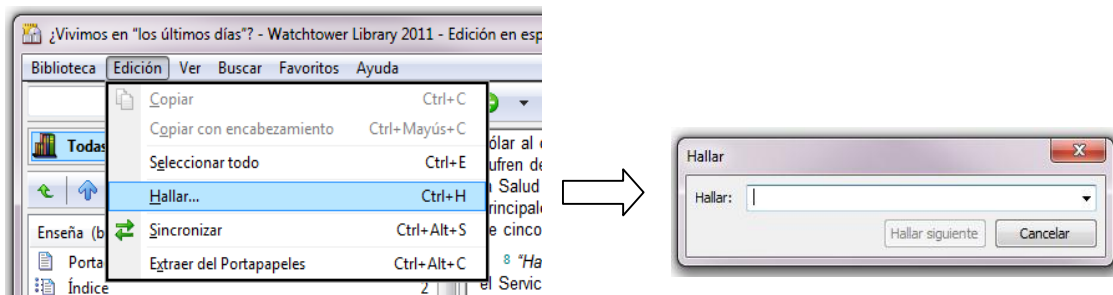 ¿Vivimos en "los últimos días"? - Watchtower Library 2011 - Edición en esp
Biblioteca Edición Ver Buscar Favoritos Ayuda
Copiar Ctrl+C
Copiar con encabezamiento Ctrl+Mayús+C
Todas
Seleccionar todo Ctrl+E
Hallar... Ctrl+H
Enseña (b
Sincronizar Ctrl+Alt+S
Porta
Extraer del Portapapeles Ctrl+Alt+C
Índice 2
ólar al
ufren de
Salud
rincipale
e cinco
8 "Ha
el Servic
Hallar
Hallar:
Hallar siguiente Cancelar